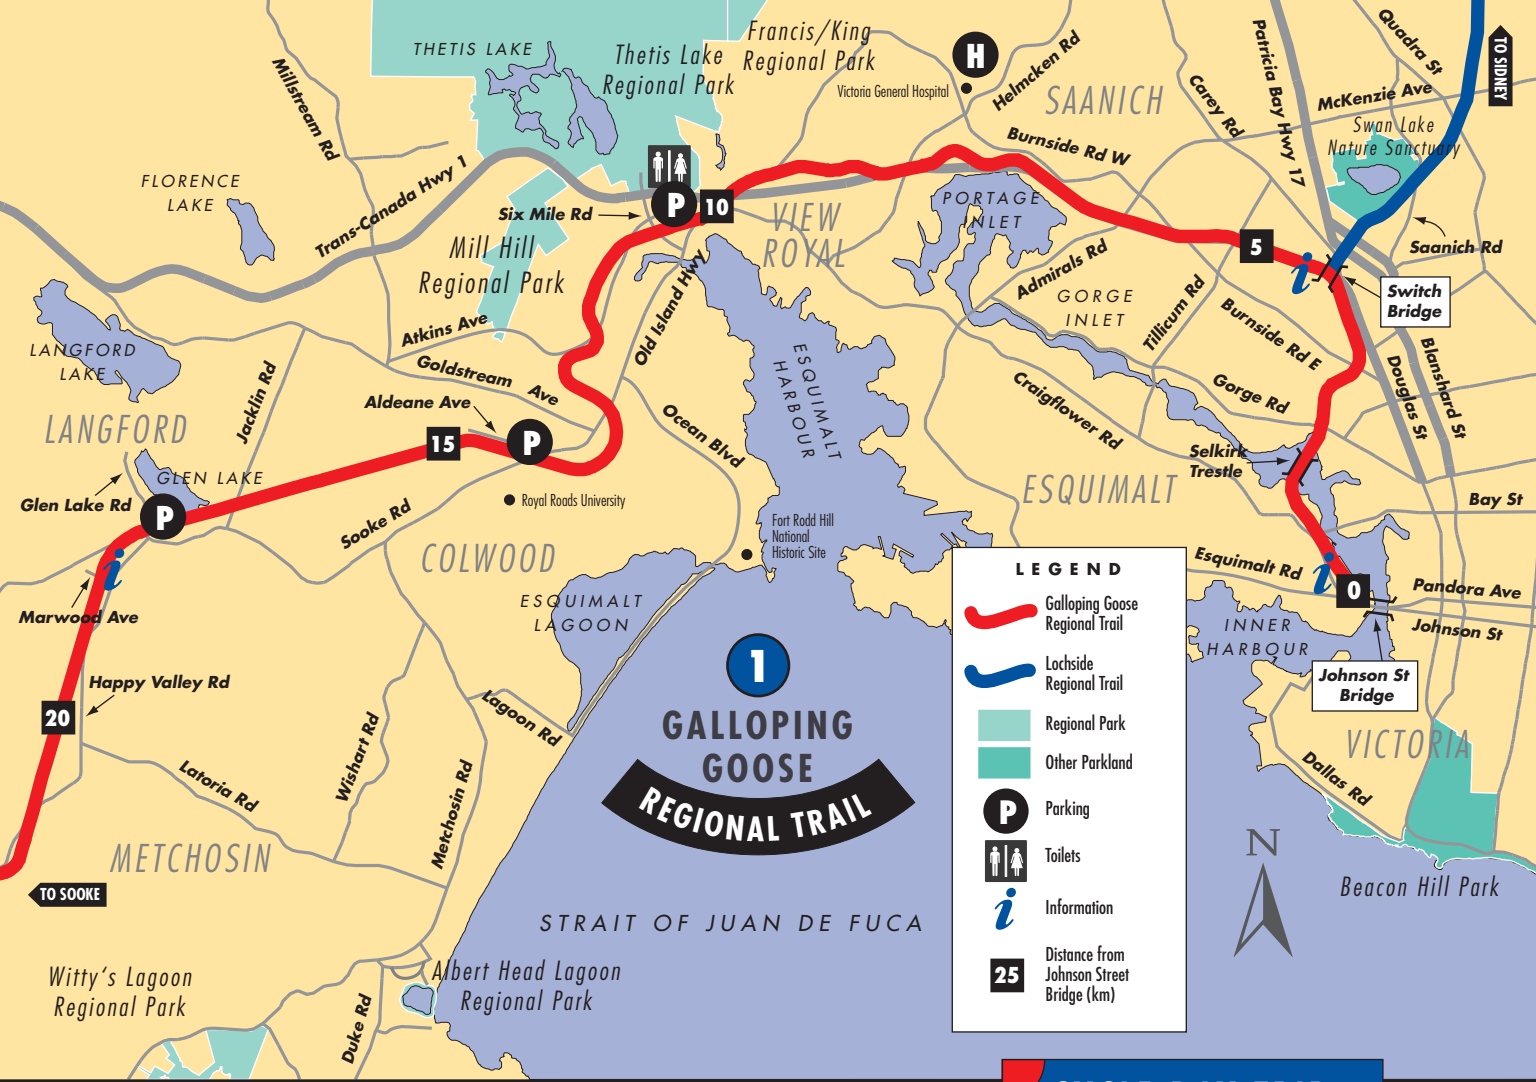 THETIS LAKE
Thetis Lake
Regional Park
Francis/King
Regional Park
H
Victoria General Hospital
Helmcken Rd
SAANICH
Carey Rd
Patricia Bay Hwy 17
Quadra St
TO SIDNEY
McKenzie Ave
Swan Lake
Nature Sanctuary
Burnside Rd W
Millstream Rd
FLORENCE
LAKE
Trans-Canada Hwy 1
Six Mile Rd
P
10
VIEW
ROYAL
PORTAGE
INLET
Mill Hill
Regional Park
Old Island Hwy
Admirals Rd
GORGE
INLET
Tillicum Rd
5
i
Saanich Rd
Switch
Bridge
Burnside Rd E
Blanshard St
Douglas St
LANGFORD
LAKE
Atkins Ave
Goldstream Ave
Aldeane Ave
Jacklin Rd
LANGFORD
15
P
ESQUIMALT
HARBOUR
Ocean Blvd
Craigflower Rd
Gorge Rd
Selkirk
Trestle
GLEN LAKE
Glen Lake Rd
P
Royal Roads University
Sooke Rd
COLWOOD
Fort Rodd Hill
National
Historic Site
ESQUIMALT
Bay St
Esquimalt Rd
i
0
Pandora Ave
Johnson St
INNER
HARBOUR
Johnson St
Bridge
i
Marwood Ave
ESQUIMALT
LAGOON
Happy Valley Rd
20
Lagoon Rd
Wishart Rd
Latoria Rd
Metchosin Rd
METCHOSIN
TO SOOKE
1
GALLOPING
GOOSE
REGIONAL TRAIL
STRAIT OF JUAN DE FUCA
VICTORIA
Dallas Rd
N
Beacon Hill Park
Witty's Lagoon
Regional Park
Albert Head Lagoon
Regional Park
Duke Rd
LEGEND
Galloping Goose
Regional Trail
Lochside
Regional Trail
Regional Park
Other Parkland
P
Parking
Toilets
i
Information
25
Distance from
Johnson Street
Bridge (km)